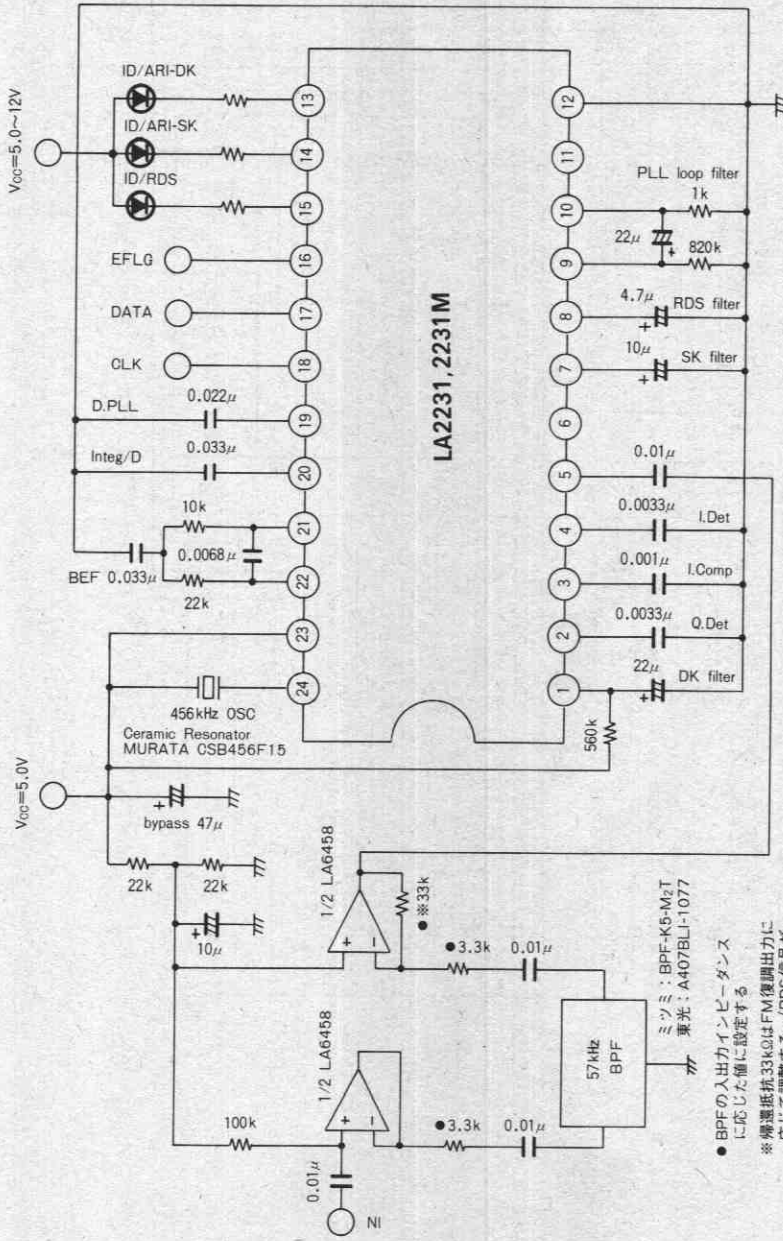 Vcc=5.0~12V
ID/ARI-DK
ID/ARI-SK
ID/RDS
EFLG
DATA
CLK
D.PLL
0.022μ
Integ/D
0.033μ
10k
BEF 0.033μ
0.0068μ
22k
456kHz OSC
Ceramic Resonator
MURATA CSB456F15
13
14
15
16
17
18
19
20
21
22
23
24
LA2231, 2231M
12
11
10
9
8
7
6
5
4
3
2
1
PLL loop filter
1k
22μ
+
820k
4.7μ
+
RDS filter
10μ
+
SK filter
0.01μ
0.0033μ
I.Det
0.001μ
I.Comp
0.0033μ
Q.Det
22μ
+
DK filter
560k
Vcc=5.0V
+
bypass 47μ
22k
22k
+
10μ
1/2 LA6458
+
−
●※33k
●3.3k
0.01μ
100k
1/2 LA6458
+
−
●3.3k
0.01μ
0.01μ
NI
57kHz
BPF
ミツミ：BPF-K5-M2T
東光：A407BLI-1077
●BPFの入出力インピーダンス
に応じた値に設定する
※帰還抵抗33kΩはFM復調出力に